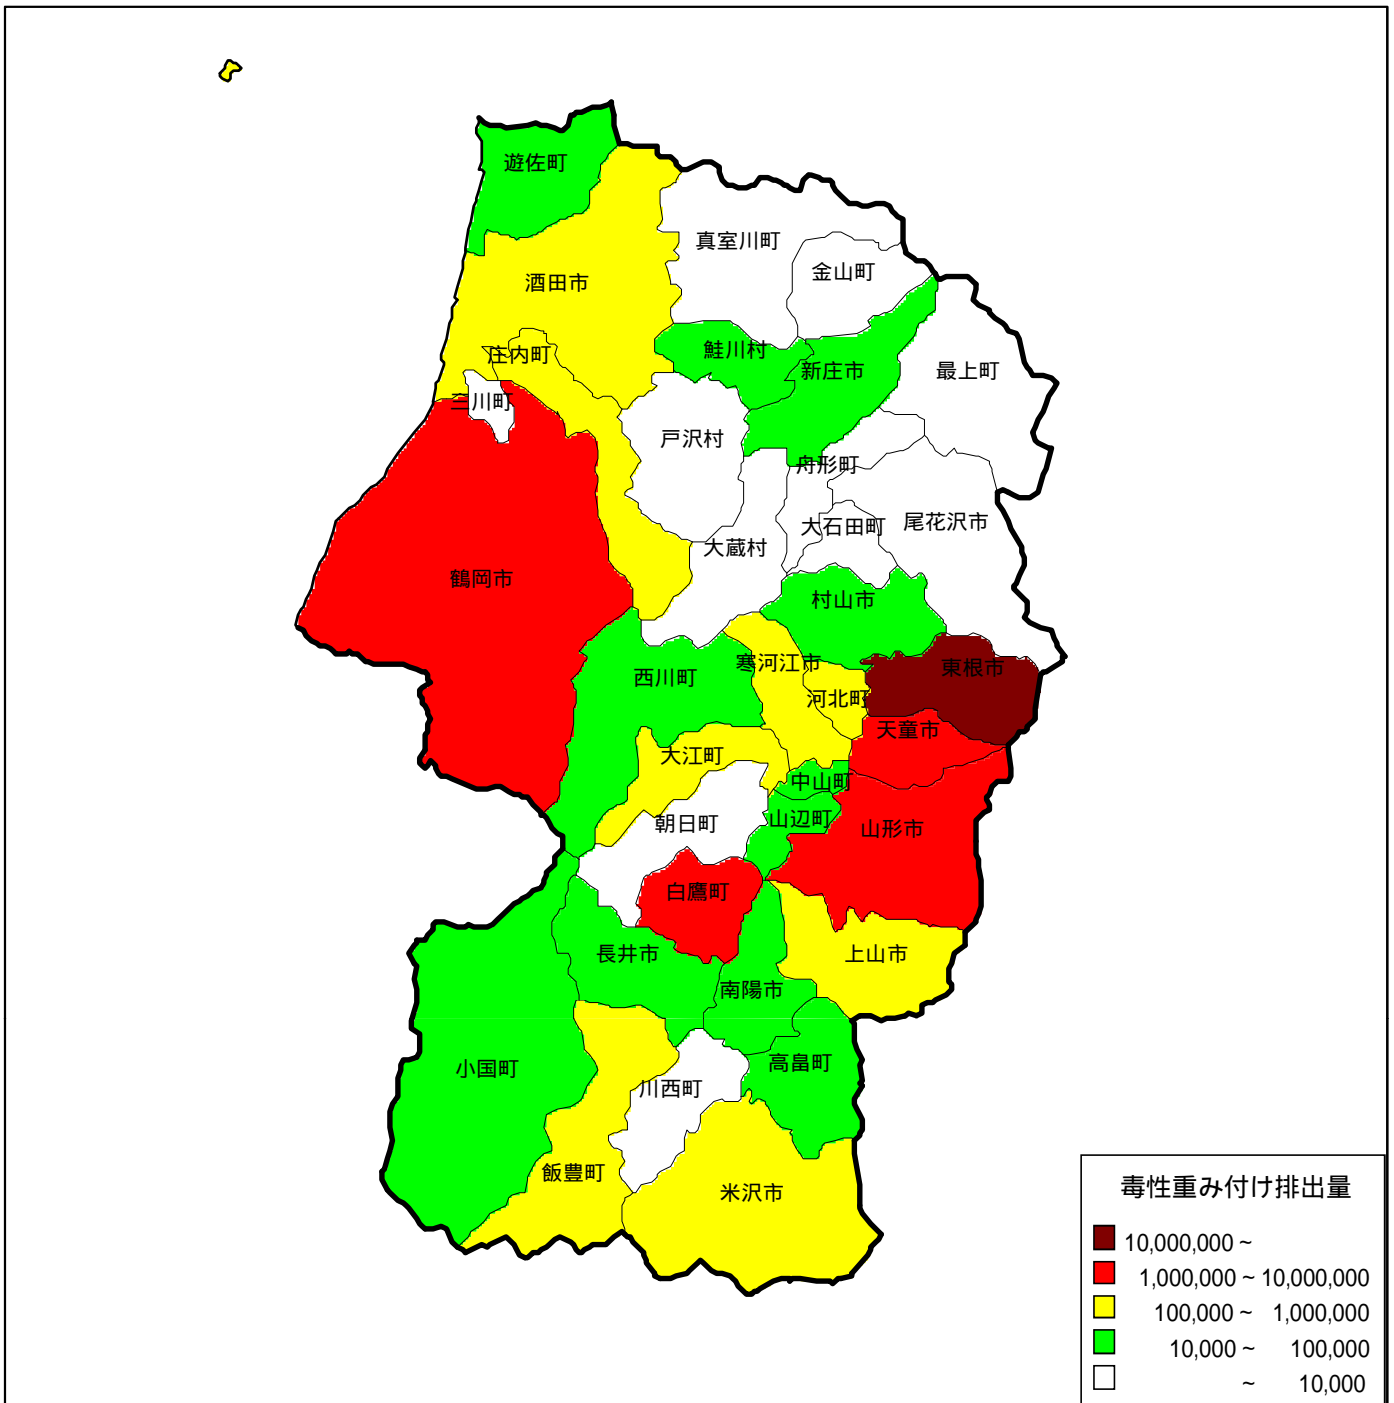 遊佐町
真室川町
金山町
酒田市
鮭川村
庄内町
新庄市
最上町
三川町
戸沢村
舟形町
大石田町
尾花沢市
大蔵村
鶴岡市
村山市
寒河江市
東根市
西川町
河北町
天童市
大江町
中山町
山辺町
朝日町
山形市
白鷹町
長井市
上山市
南陽市
高畠町
小国町
川西町
飯豊町
米沢市
毒性重み付け排出量
10,000,000 ~
1,000,000 ~ 10,000,000
100,000 ~ 1,000,000
10,000 ~ 100,000
~ 10,000